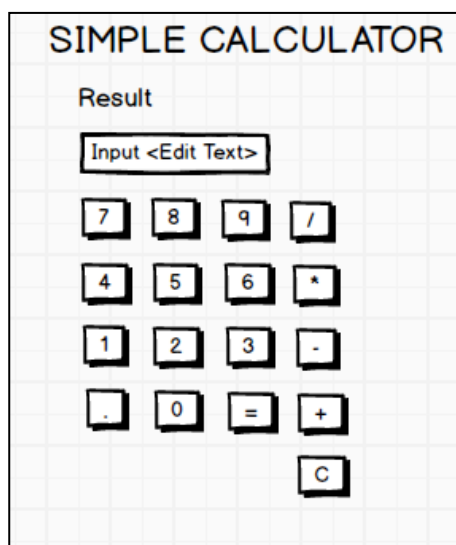 SIMPLE CALCULATOR
Result
Input <Edit Text>
7 8 9 /
4 5 6 *
1 2 3 -
. 0 = +
C